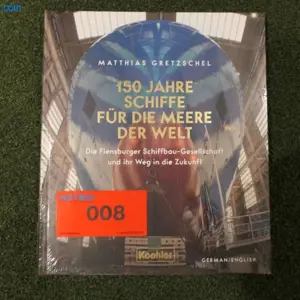 MATTHIAS GRETZSCHEL
150 JAHRE
SCHIFFE
FÜR DIE MEERE
DER WELT
Die Flensburger Schiffbau-Gesellschaft
und ihr Weg in die Zukunft
008
Koehler
GERMAN/ENGLISH